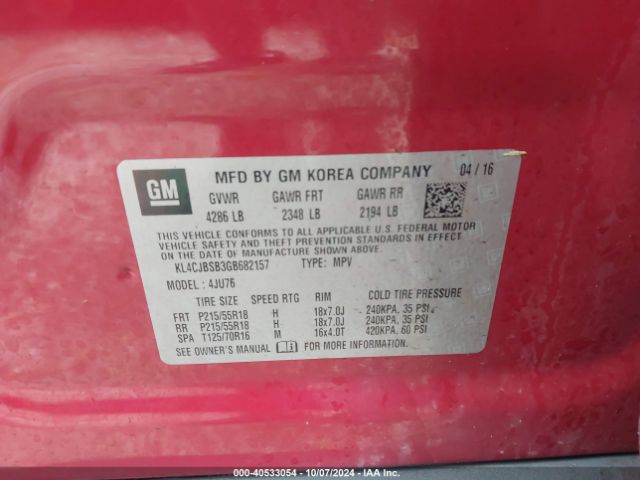 GM
MFD BY GM KOREA COMPANY 04 / 16
GVWR GAWR FRT GAWR RR
4286 LB 2348 LB 2194 LB
THIS VEHICLE CONFORMS TO ALL APPLICABLE U.S. FEDERAL MOTOR
VEHICLE SAFETY AND THEFT PREVENTION STANDARDS IN EFFECT ON
THE DATE OF MANUFACTURE SHOWN ABOVE.
KL4CJBSB3GB682157 TYPE: MPV
MODEL : 4JU76
TIRE SIZE SPEED RTG RIM COLD TIRE PRESSURE
FRT P215/55R18 H 18x7.0J 240KPA, 35 PSI
RR P215/55R18 H 18x7.0J 240KPA, 35 PSI
SPA T125/70R16 M 16x4.0T 420KPA, 60 PSI
SEE OWNER'S MANUAL FOR MORE INFORMATION.
000-40533054 | 10/07/2024 | IAA Inc.